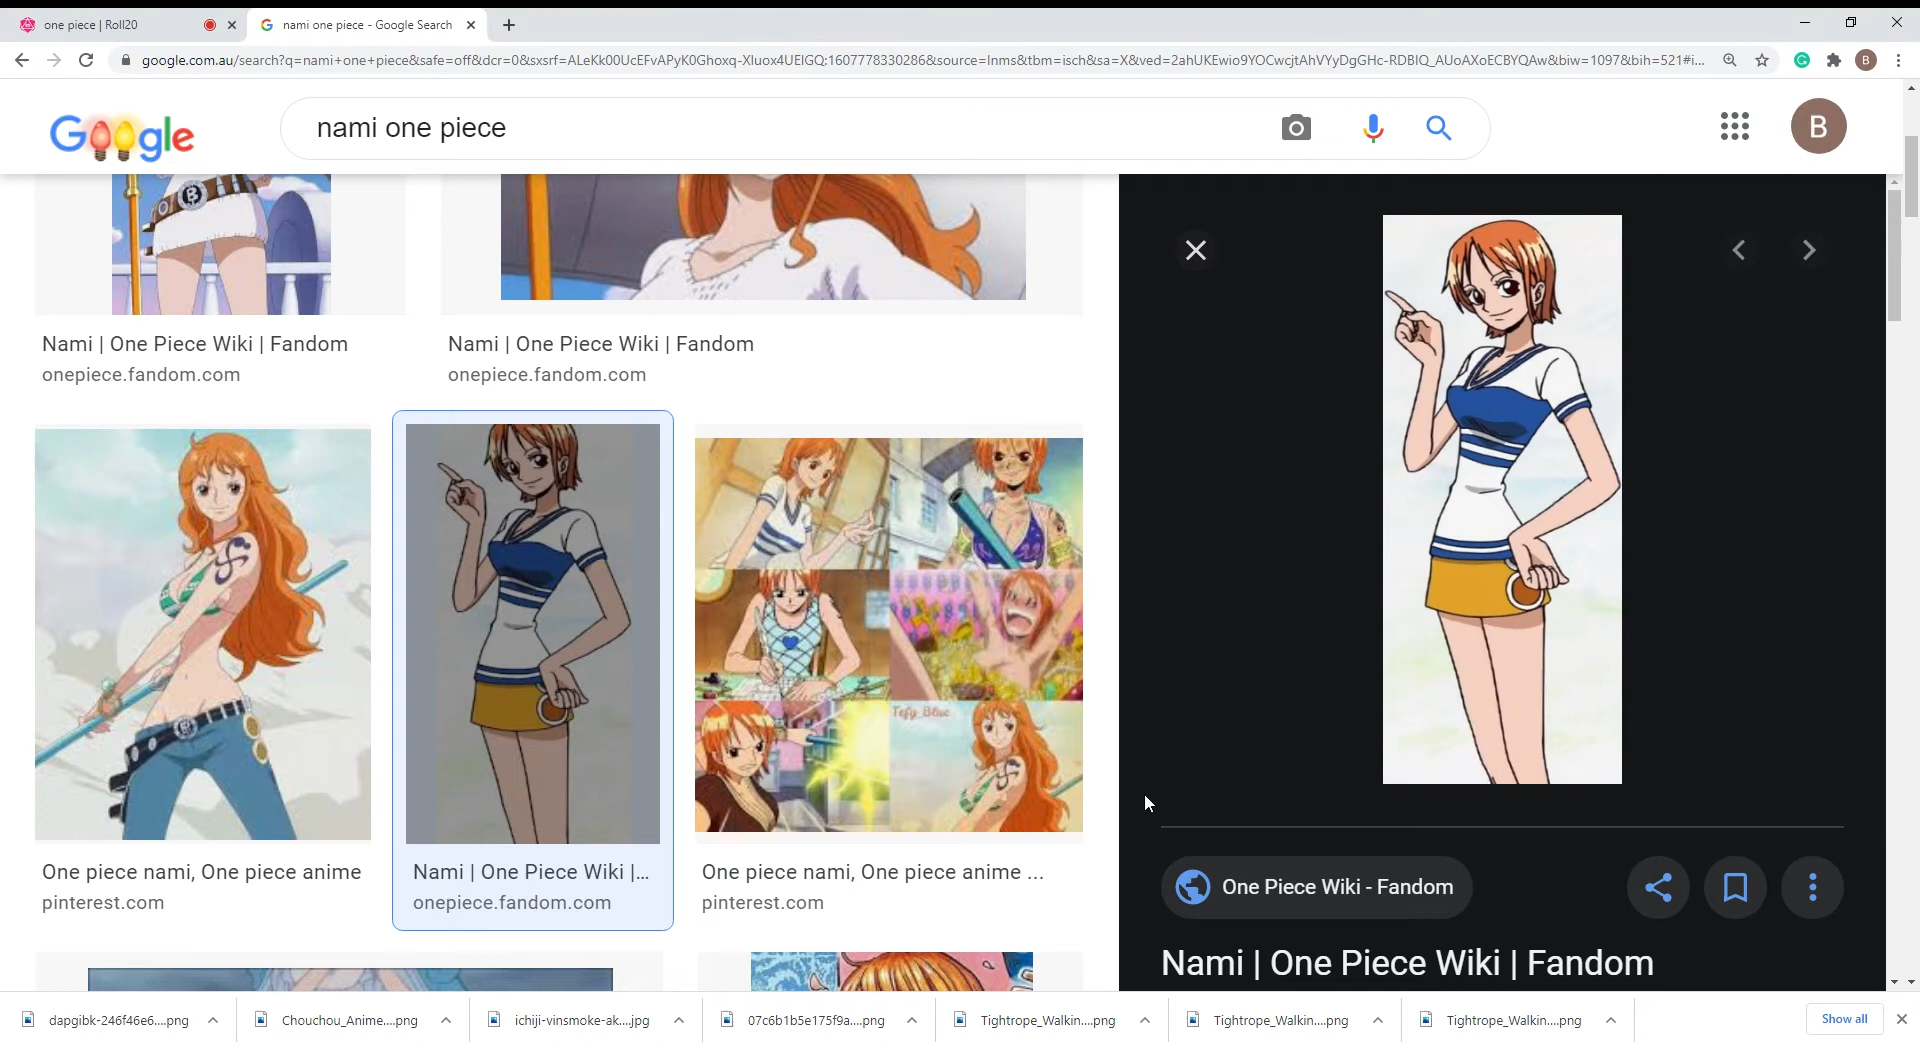 one piece | Roll20
nami one piece - Google Search
google.com.au/search?q=nami+one+piece&safe=off&dcr=0&sxsrf=ALeKk00UcEFvAPyK0Ghoxq-XIuox4UEIGQ:1607778330286&source=lnms&tbm=isch&sa=X&ved=2ahUKEwio9YOCwcjtAhVYyDgGHc-RDBIQ_AUoAXoECBYQAw&biw=1097&bih=521#i...
B
Google
nami one piece
B
Nami | One Piece Wiki | Fandom
onepiece.fandom.com
Nami | One Piece Wiki | Fandom
onepiece.fandom.com
One piece nami, One piece anime
pinterest.com
Nami | One Piece Wiki |...
onepiece.fandom.com
Tefy_Blue
One piece nami, One piece anime ...
pinterest.com
One Piece Wiki - Fandom
Nami | One Piece Wiki | Fandom
dapgibk-246f46e6....png
Chouchou_Anime....png
ichiji-vinsmoke-ak....jpg
07c6b1b5e175f9a....png
Tightrope_Walkin....png
Tightrope_Walkin....png
Tightrope_Walkin....png
Show all